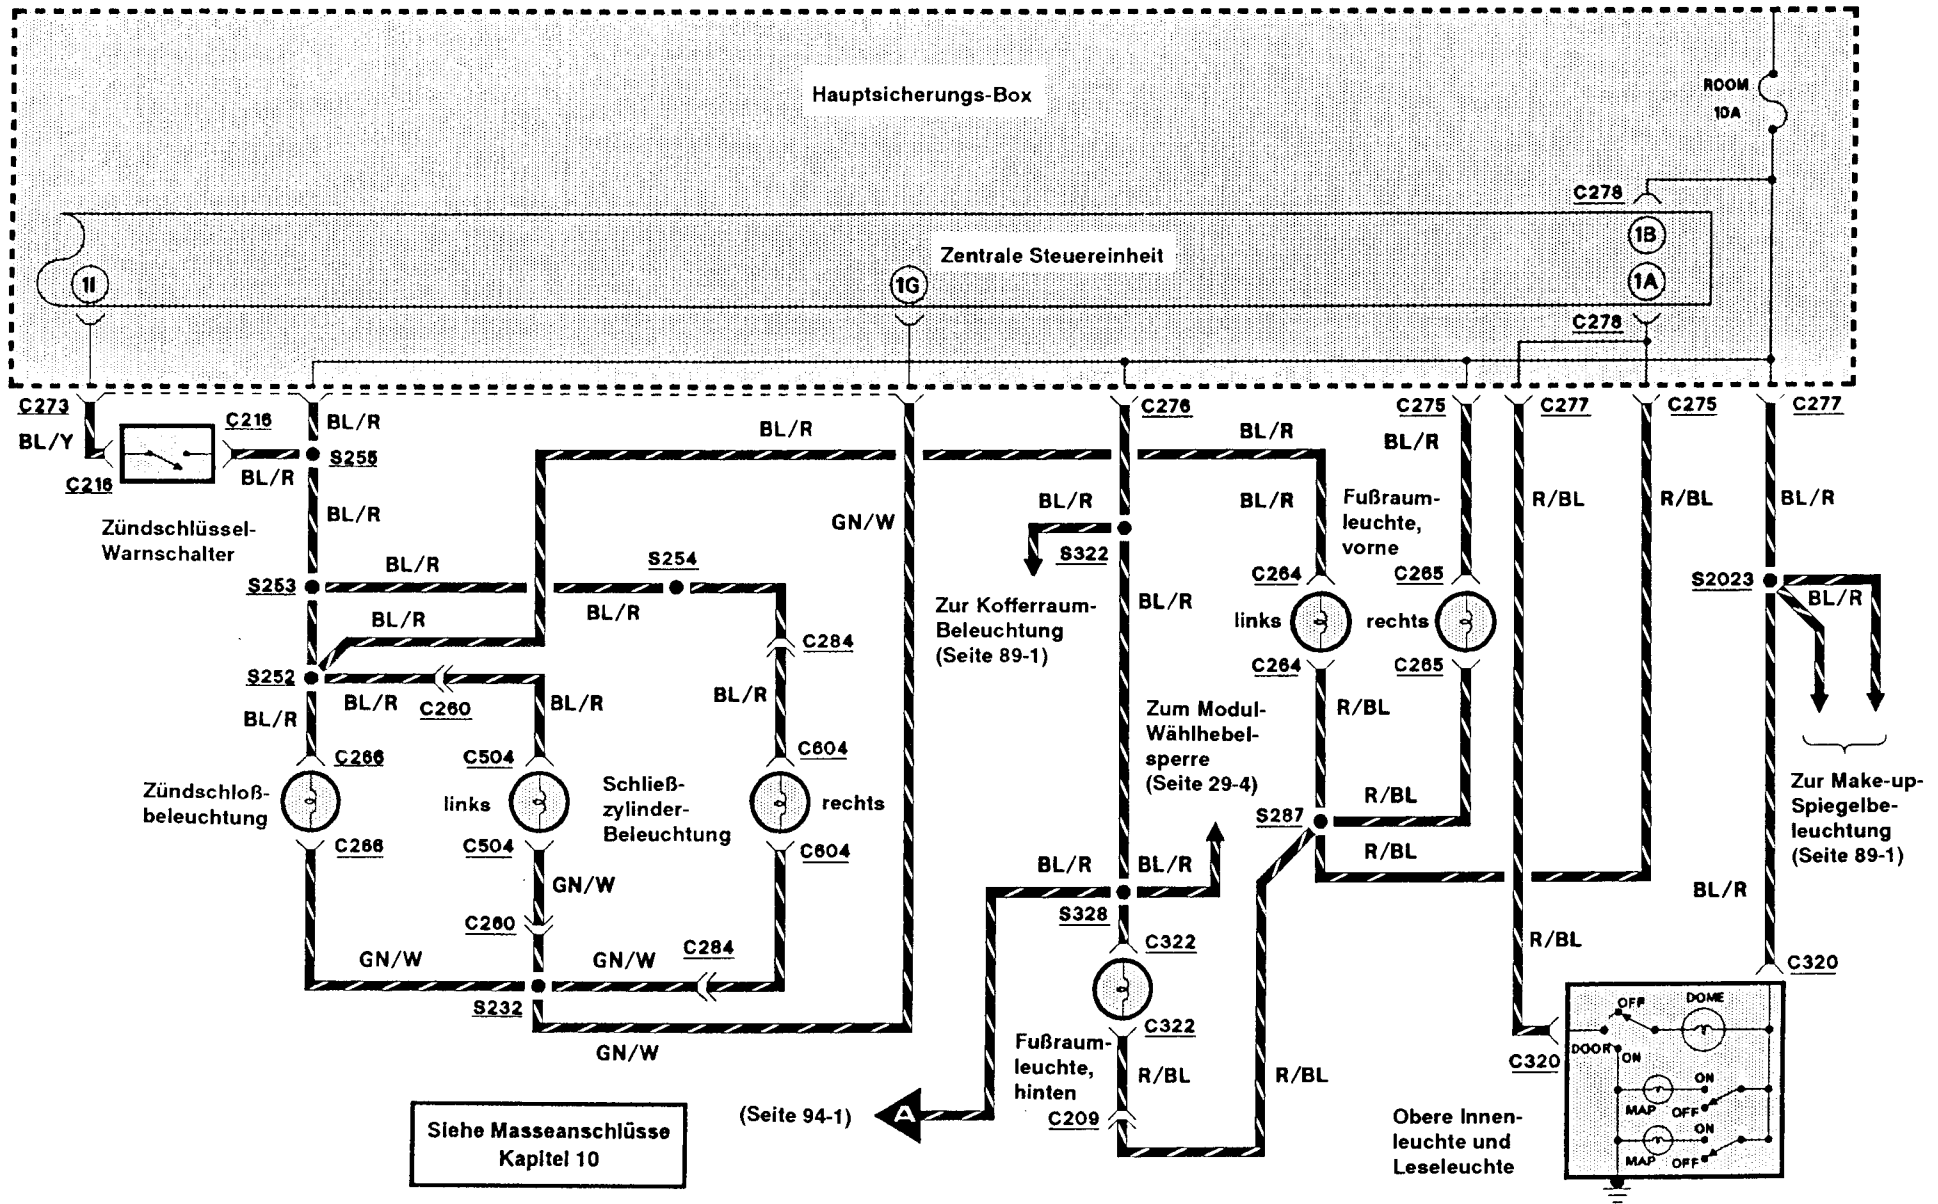 Hauptsicherungs-Box
ROOM
10A
C278
1B
Zentrale Steuereinheit
1I
1G
1A
C278
C273
C216
BL/R
C276
C275
C277
C275
C277
BL/Y
BL/R
BL/R
BL/R
S255
C216
BL/R
BL/R
GN/W
BL/R
BL/R
R/BL
R/BL
BL/R
Zündschlüssel-
Warnschalter
Fußraum-
leuchte,
vorne
S322
S253
BL/R
S254
C264
C265
S2023
BL/R
BL/R
BL/R
BL/R
Zur Kofferraum-
Beleuchtung
(Seite 89-1)
links
rechts
C284
S252
C264
C265
BL/R
BL/R
C260
BL/R
BL/R
Zum Modul-
Wählhebel-
sperre
(Seite 29-4)
R/BL
C266
C504
C604
Zündschloß-
beleuchtung
links
Schließ-
zylinder-
Beleuchtung
rechts
R/BL
S287
Zur Make-up-
Spiegelbe-
leuchtung
(Seite 89-1)
C266
C504
C604
R/BL
GN/W
BL/R
BL/R
BL/R
C260
S328
GN/W
GN/W
C284
C322
R/BL
C320
S232
C322
OFF
DOME
GN/W
Fußraum-
leuchte,
hinten
R/BL
R/BL
C320
DOOR
ON
C209
(Seite 94-1)
A
ON
MAP
OFF
ON
MAP
OFF
Siehe Masseanschlüsse
Kapitel 10
Obere Innen-
leuchte und
Leseleuchte